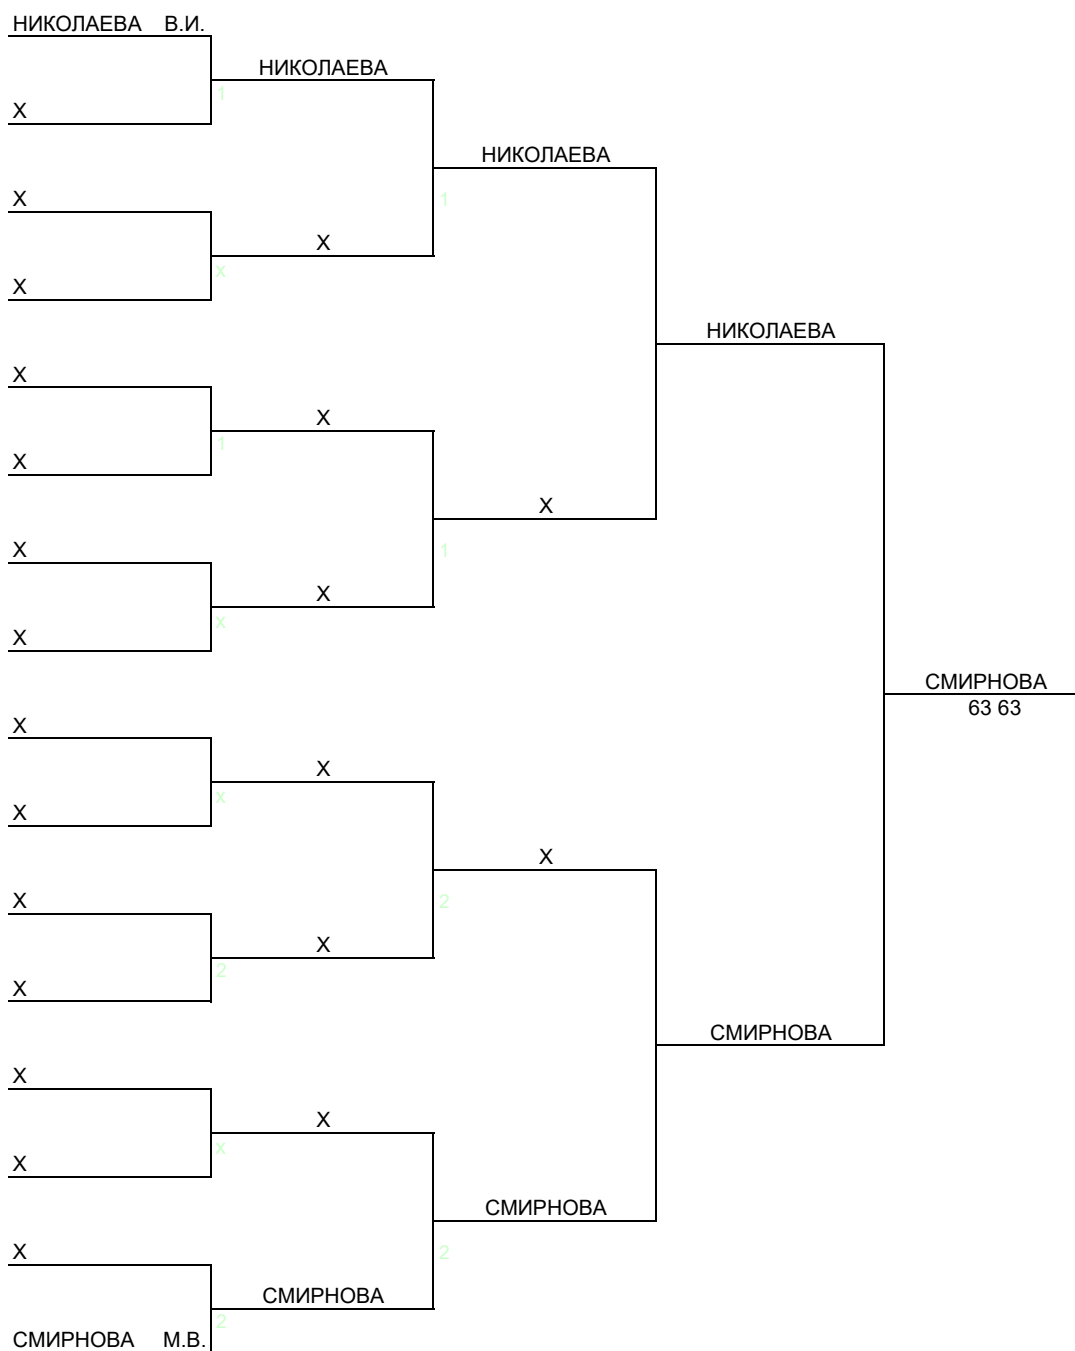 НИКОЛАЕВА В.И.
НИКОЛАЕВА
1
X
НИКОЛАЕВА
X
1
X
x
X
НИКОЛАЕВА
X
X
1
X
X
X
1
X
x
X
СМИРНОВА
63 63
X
X
x
X
X
X
2
X
2
X
СМИРНОВА
X
X
x
X
СМИРНОВА
X
2
СМИРНОВА
2
СМИРНОВА М.В.